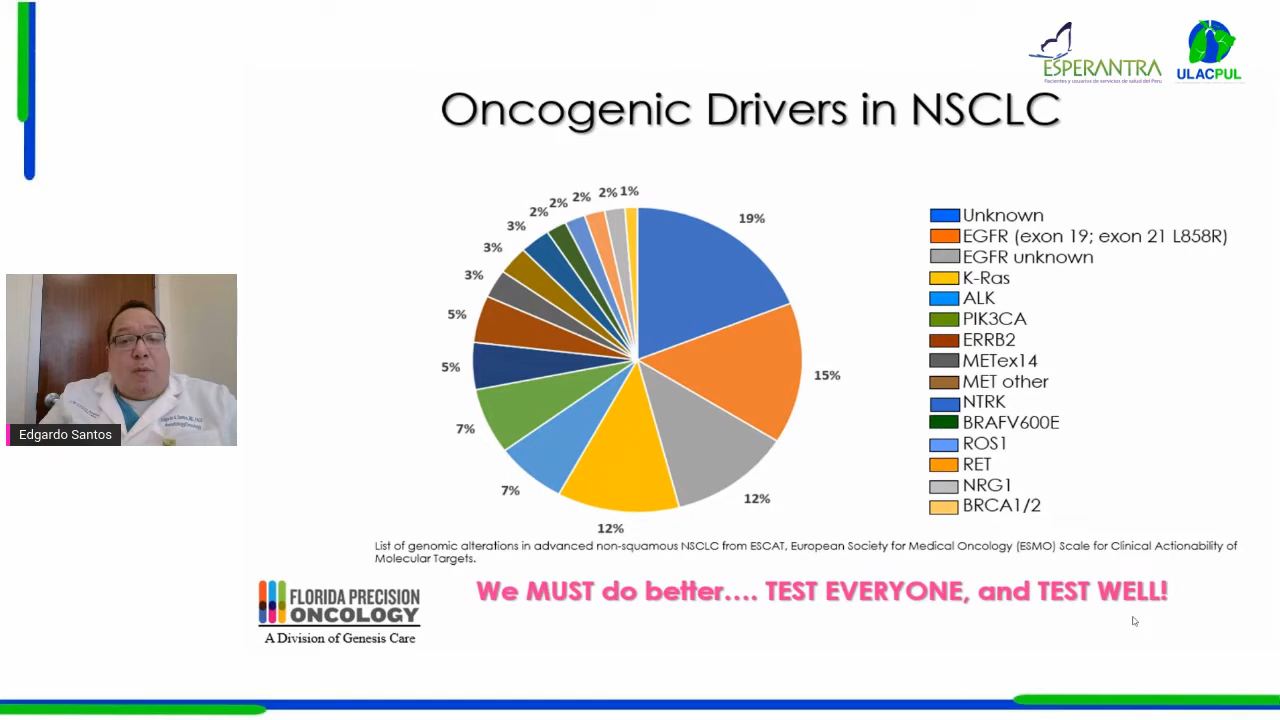 ESPERANTRA
Pacientes y usuarios de servicios de salud del Perú
ULACPUL
Oncogenic Drivers in NSCLC
19%
15%
12%
12%
7%
7%
5%
5%
3%
3%
3%
2%
2%
2%
2%
1%
Unknown
EGFR (exon 19; exon 21 L858R)
EGFR unknown
K-Ras
ALK
PIK3CA
ERRB2
METex14
MET other
NTRK
BRAFV600E
ROS1
RET
NRG1
BRCA1/2
Edgardo Santos
List of genomic alterations in advanced non-squamous NSCLC from ESCAT, European Society for Medical Oncology (ESMO) Scale for Clinical Actionability of
Molecular Targets.
We MUST do better.... TEST EVERYONE, and TEST WELL!
FLORIDA PRECISION
ONCOLOGY
A Division of Genesis Care